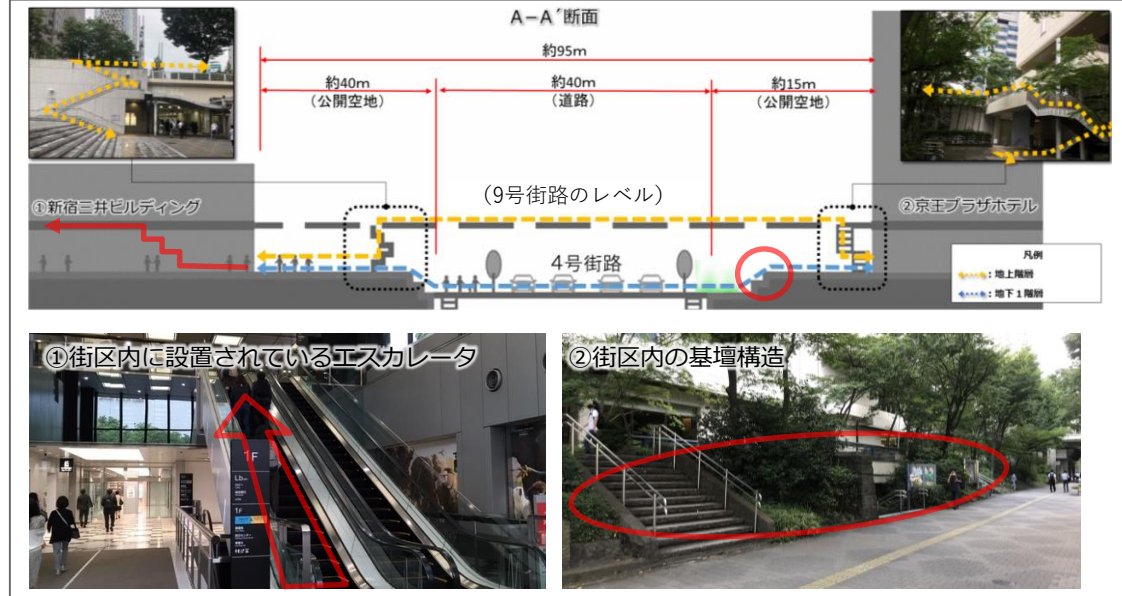 A－A´断面
約95m
約40m
（公開空地）
約40m
（道路）
約15m
（公開空地）
①新宿三井ビルディング
（9号街路のレベル）
②京王プラザホテル
4号街路
凡例
：地上階層
：地下１階層
①街区内に設置されているエスカレータ
1F
Lb
1F
②街区内の基壇構造